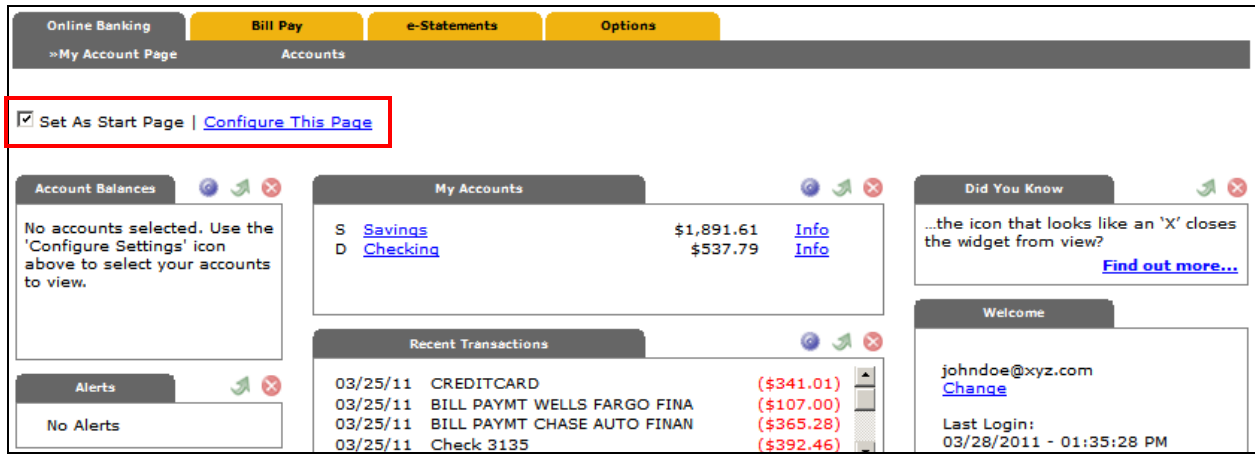 Online Banking Bill Pay e-Statements Options
»My Account Page Accounts
Set As Start Page | Configure This Page
Account Balances
No accounts selected. Use the
'Configure Settings' icon
above to select your accounts
to view.
Alerts
No Alerts
My Accounts
S Savings $1,891.61 Info
D Checking $537.79 Info
Recent Transactions
03/25/11 CREDITCARD ($341.01)
03/25/11 BILL PAYMT WELLS FARGO FINA ($107.00)
03/25/11 BILL PAYMT CHASE AUTO FINAN ($365.28)
03/25/11 Check 3135 ($392.46)
Did You Know
...the icon that looks like an 'X' closes
the widget from view?
Find out more...
Welcome
johndoe@xyz.com
Change
Last Login:
03/28/2011 - 01:35:28 PM